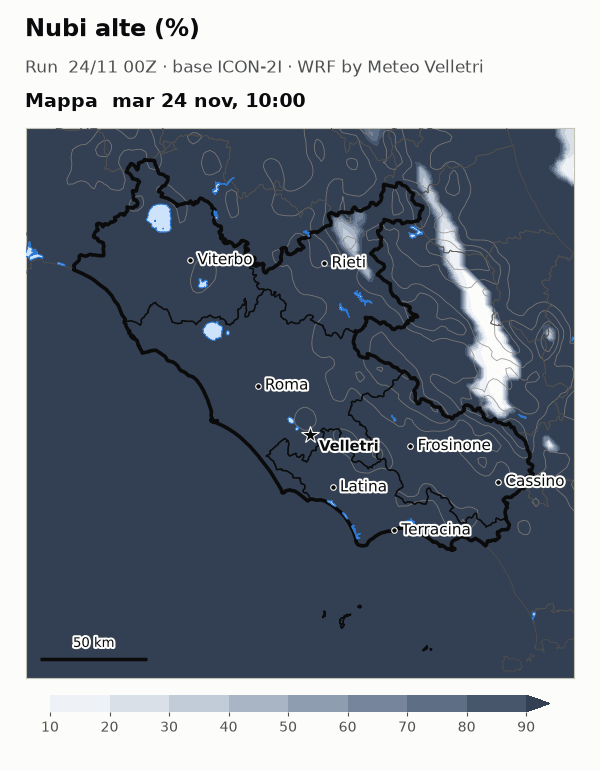 Nubi alte (%)
Run 24/11 00Z · base ICON-2I · WRF by Meteo Velletri
Mappa mar 24 nov, 10:00
Viterbo
Rieti
Roma
Velletri
Frosinone
Latina
Cassino
Terracina
50 km
10 20 30 40 50 60 70 80 90